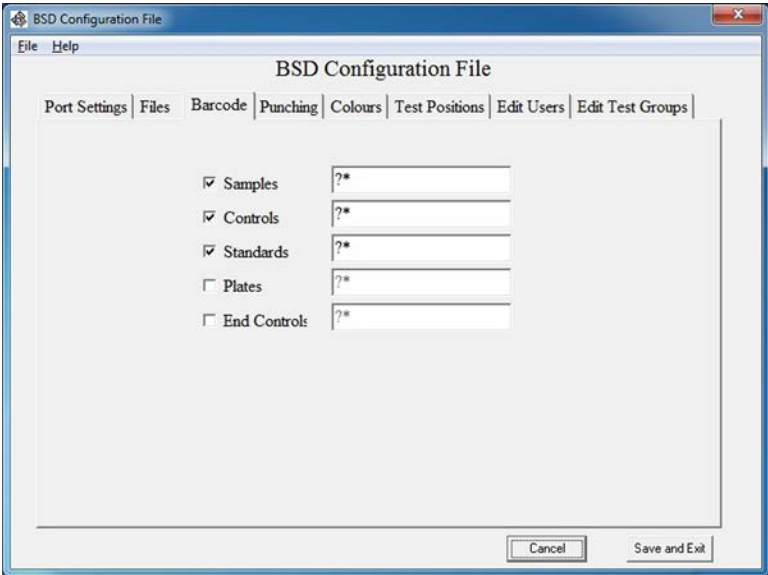 BSD Configuration File
File Help
BSD Configuration File
Port Settings Files Barcode Punching Colours Test Positions Edit Users Edit Test Groups
Samples ?*
Controls ?*
Standards ?*
Plates ?*
End Controls ?*
Cancel Save and Exit